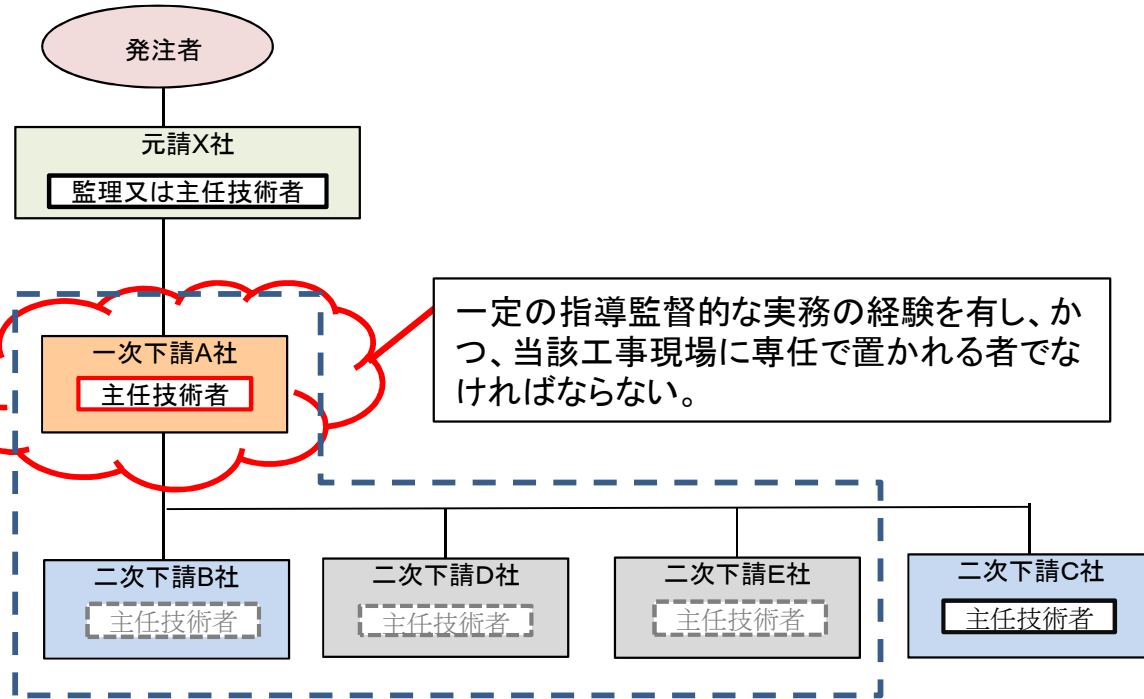 発注者
元請X社
監理又は主任技術者
一定の指導監督的な実務の経験を有し、か
つ、当該工事現場に専任で置かれる者でな
ければならない。
一次下請A社
主任技術者
二次下請B社
主任技術者
二次下請D社
主任技術者
二次下請E社
主任技術者
二次下請C社
主任技術者